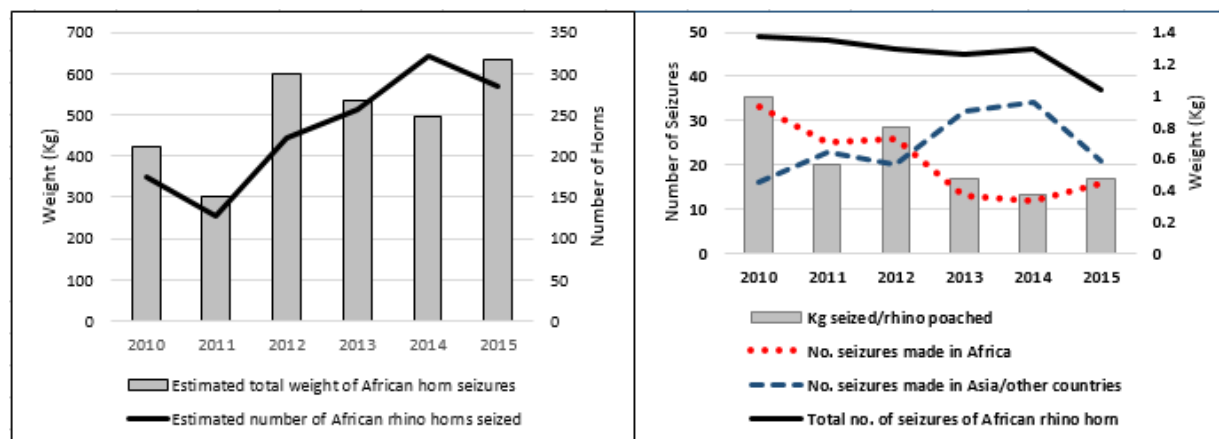 700
600
500
400
300
200
100
0
Weight (Kg)
350
300
250
200
150
100
50
0
Number of Horns
2010 2011 2012 2013 2014 2015
Estimated total weight of African horn seizures
Estimated number of African rhino horns seized
50
40
30
20
10
0
Number of Seizures
1.4
1.2
1
0.8
0.6
0.4
0.2
0
Weight (Kg)
2010 2011 2012 2013 2014 2015
Kg seized/rhino poached
No. seizures made in Africa
No. seizures made in Asia/other countries
Total no. of seizures of African rhino horn